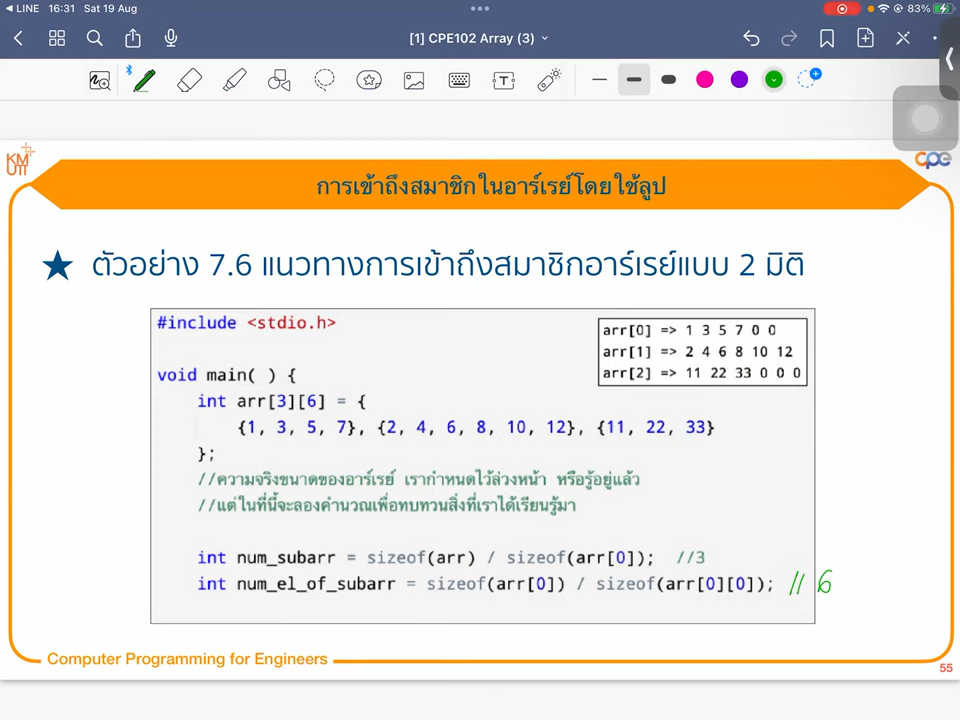 LINE 16:31 Sat 19 Aug
83%
[1] CPE102 Array (3)
KM
UTT
cpe
การเข้าถึงสมาชิกในอาร์เรย์โดยใช้ลูป
★ ตัวอย่าง 7.6 แนวทางการเข้าถึงสมาชิกอาร์เรย์แบบ 2 มิติ
#include <stdio.h>
arr[0] => 1 3 5 7 0 0
arr[1] => 2 4 6 8 10 12
arr[2] => 11 22 33 0 0 0
void main( ) {
int arr[3][6] = {
{1, 3, 5, 7}, {2, 4, 6, 8, 10, 12}, {11, 22, 33}
};
//ความจริงขนาดของอาร์เรย์ เรากำหนดไว้ล่วงหน้า หรือรู้อยู่แล้ว
//แต่ในที่นี้จะลองคำนวณเพื่อทบทวนสิ่งที่เราได้เรียนรู้มา
int num_subarr = sizeof(arr) / sizeof(arr[0]); //3
int num_el_of_subarr = sizeof(arr[0]) / sizeof(arr[0][0]); // 6
Computer Programming for Engineers
55